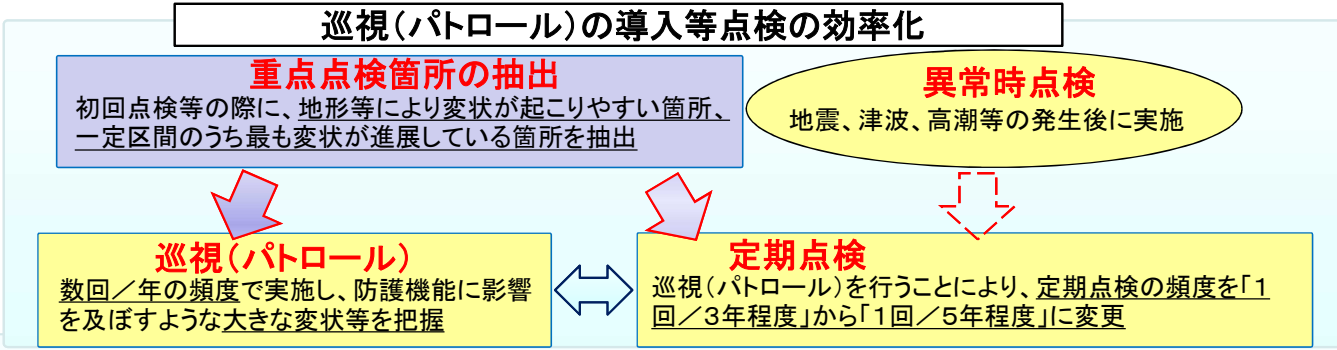 巡視(パトロール)の導入等点検の効率化
重点点検箇所の抽出
初回点検等の際に、地形等により変状が起こりやすい箇所、
一定区間のうち最も変状が進展している箇所を抽出
異常時点検
地震、津波、高潮等の発生後に実施
巡視(パトロール)
数回／年の頻度で実施し、防護機能に影響
を及ぼすような大きな変状等を把握
定期点検
巡視(パトロール)を行うことにより、定期点検の頻度を「１
回／３年程度」から「１回／５年程度」に変更